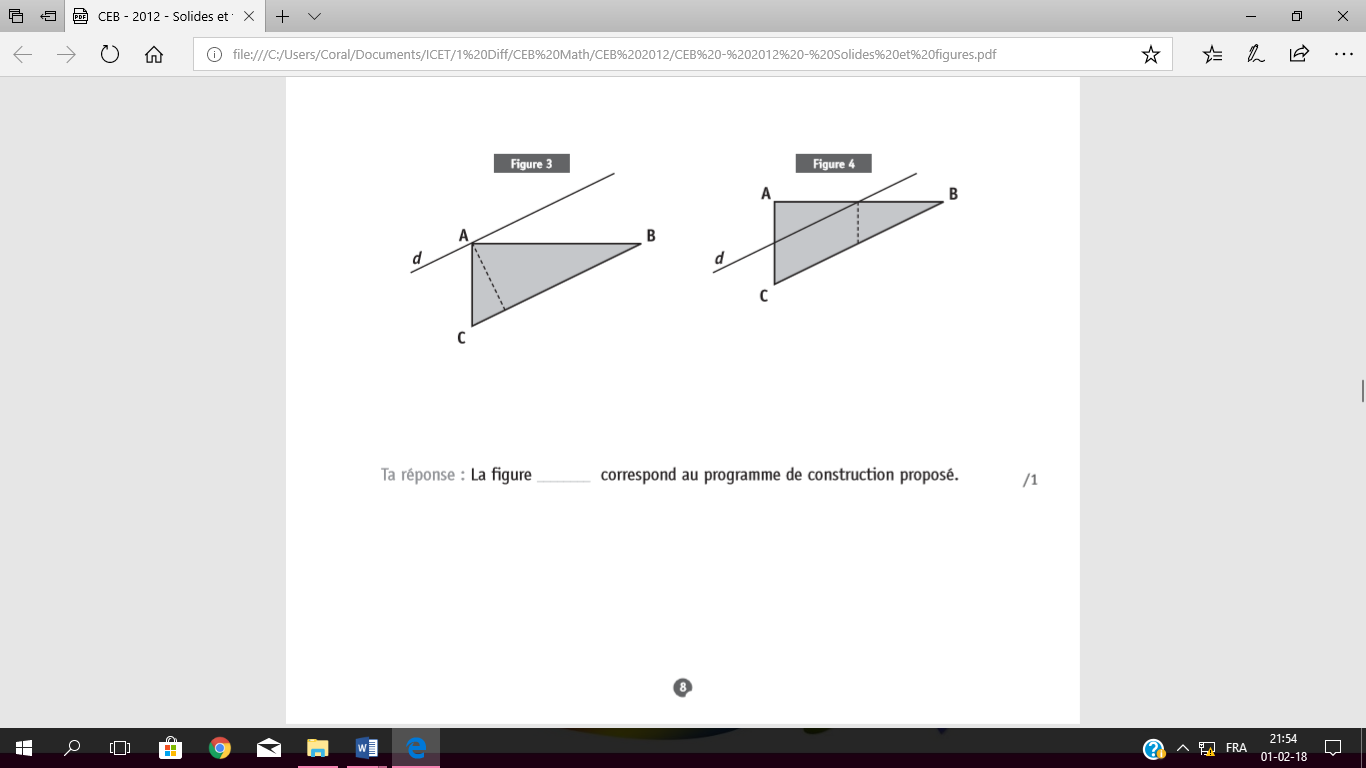 CEB - 2012 - Solides et
file:///C:/Users/Coral/Documents/ICET/1%20Diff/CEB%20Math/CEB%202012/CEB%20-%202012%20-%20Solides%20et%20figures.pdf
Figure 3
Figure 4
A
B
d
C
A
B
d
C
Ta réponse : La figure ______ correspond au programme de construction proposé.
/1
8
FRA
21:54
01-02-18